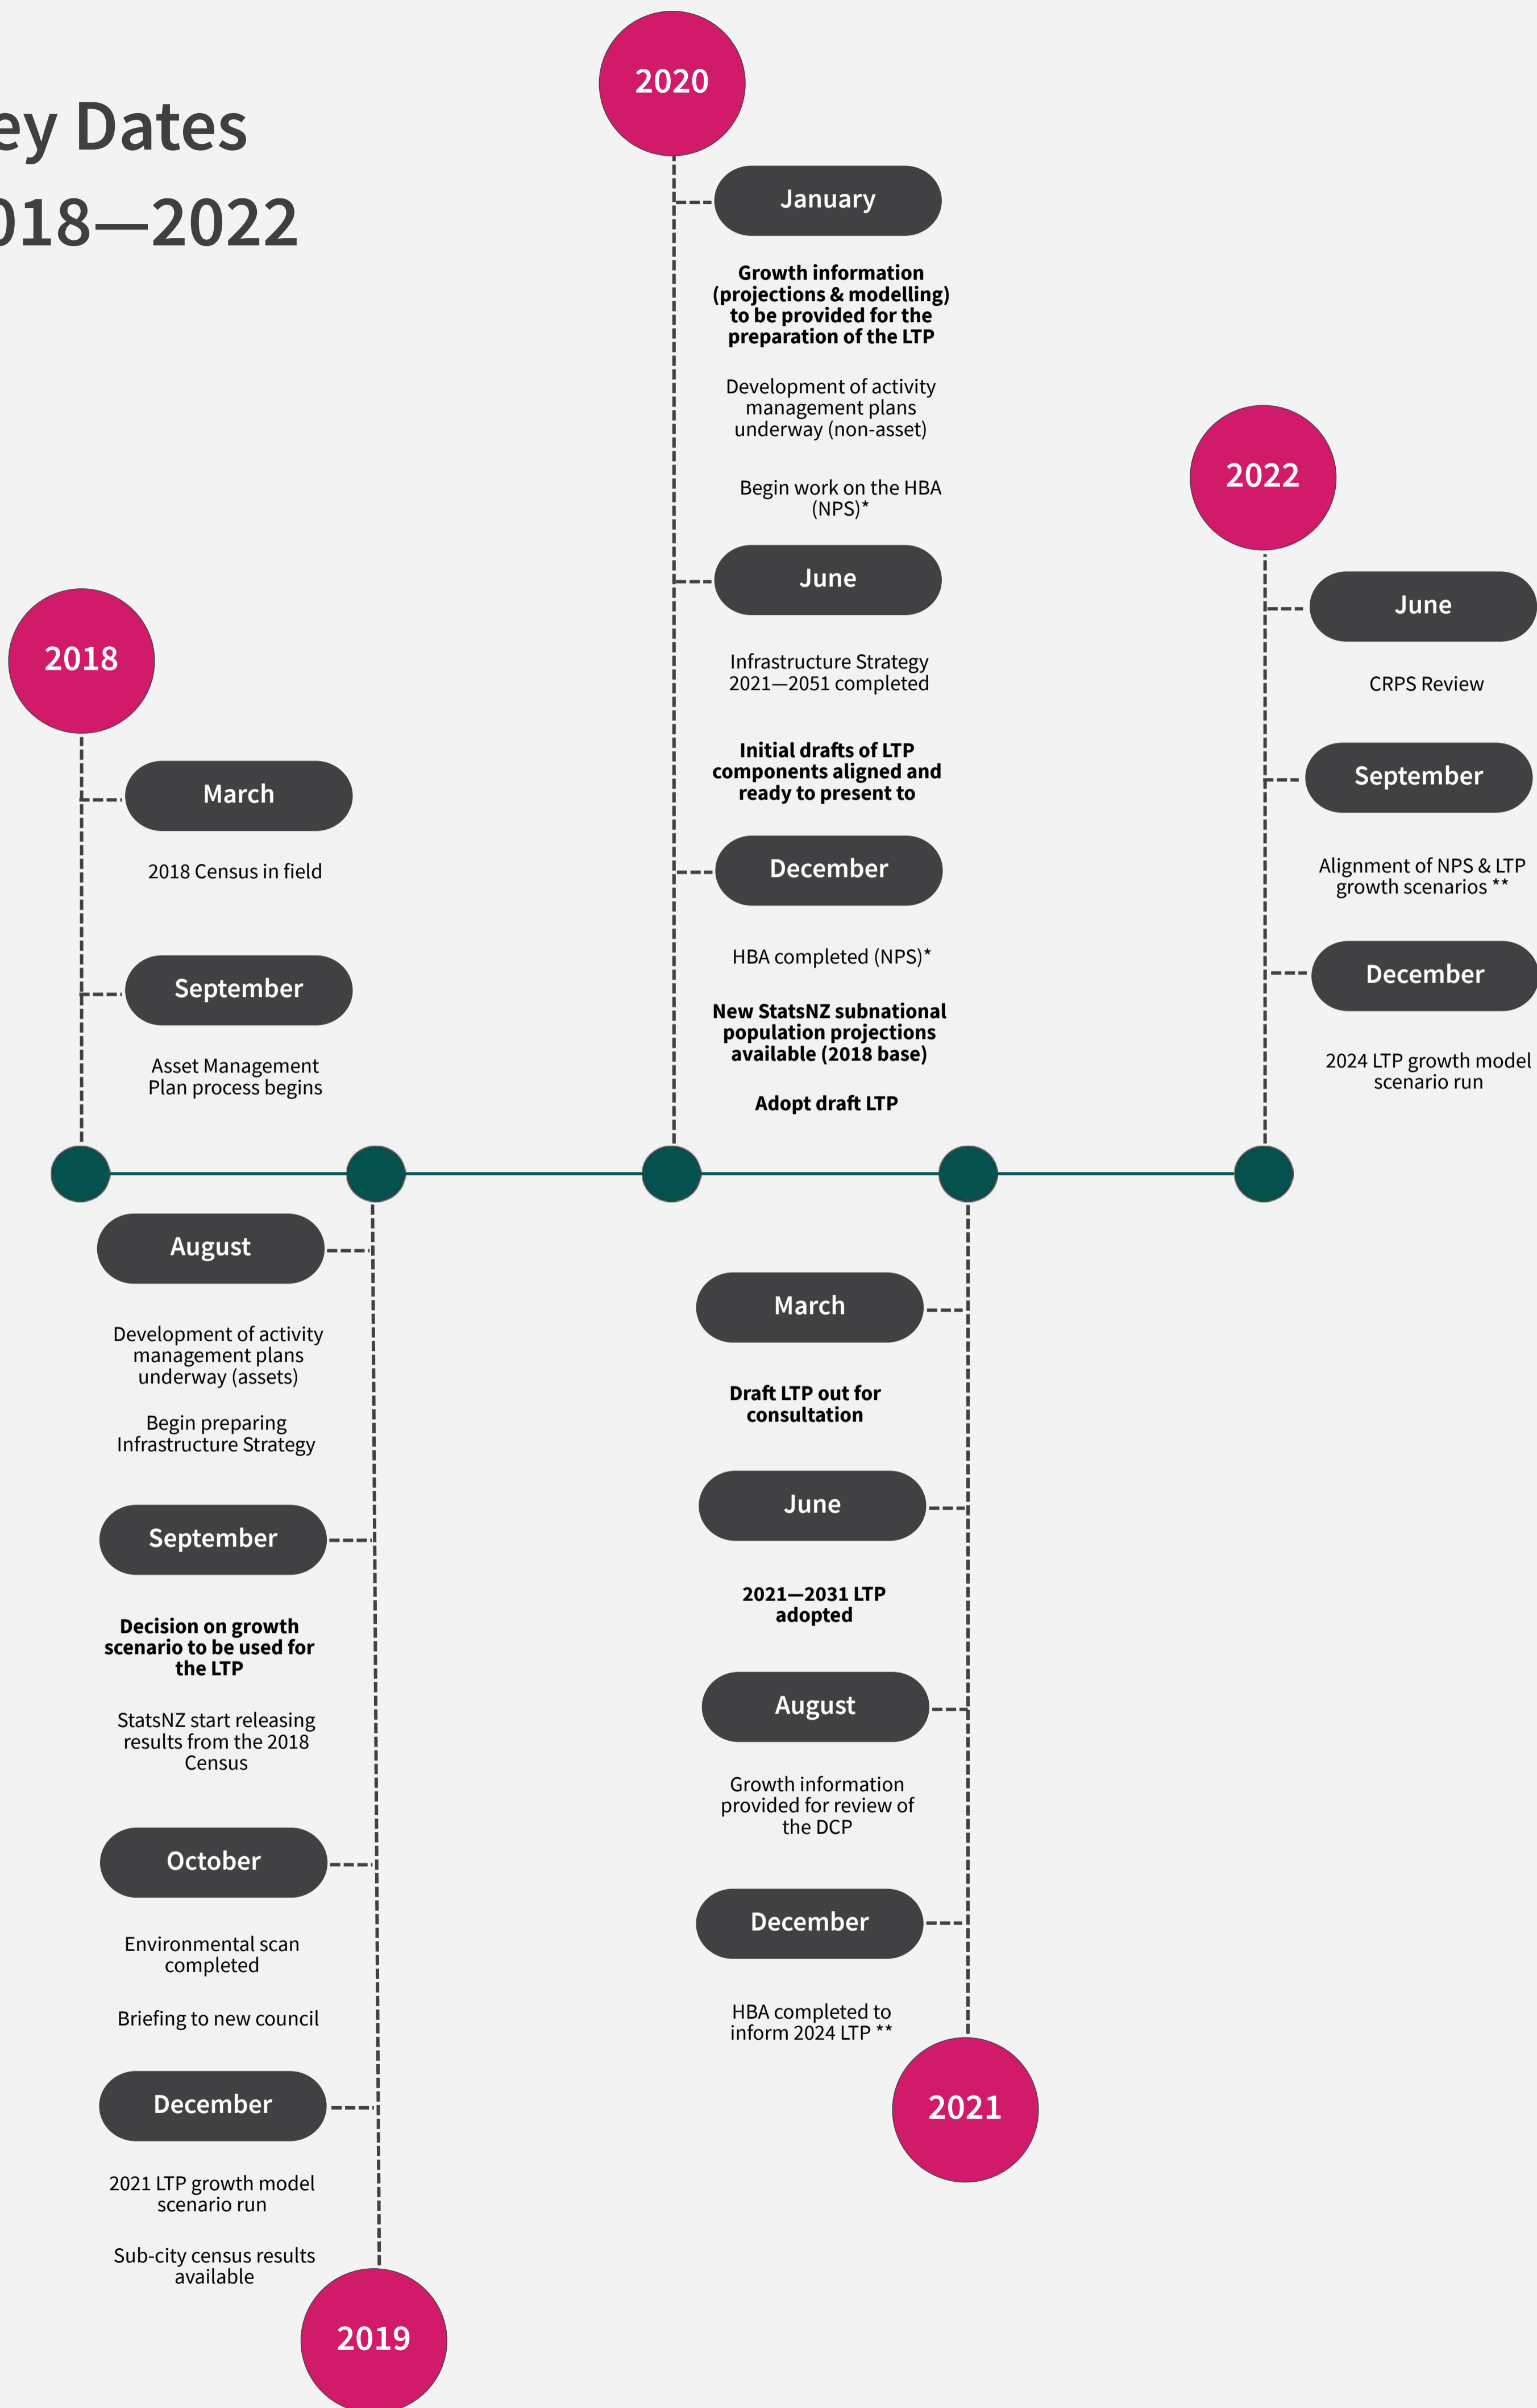 ey Dates
018—2022
2018
March
2018 Census in field
September
Asset Management
Plan process begins
August
Development of activity
management plans
underway (assets)
Begin preparing
Infrastructure Strategy
September
Decision on growth
scenario to be used for
the LTP
StatsNZ start releasing
results from the 2018
Census
October
Environmental scan
completed
Briefing to new council
December
2021 LTP growth model
scenario run
Sub-city census results
available
2019
2020
January
Growth information
(projections & modelling)
to be provided for the
preparation of the LTP
Development of activity
management plans
underway (non-asset)
Begin work on the HBA
(NPS)*
June
Infrastructure Strategy
2021—2051 completed
Initial drafts of LTP
components aligned and
ready to present to
December
HBA completed (NPS)*
New StatsNZ subnational
population projections
available (2018 base)
Adopt draft LTP
March
Draft LTP out for
consultation
June
2021—2031 LTP
adopted
August
Growth information
provided for review of
the DCP
December
HBA completed to
inform 2024 LTP **
2021
2022
June
CRPS Review
September
Alignment of NPS & LTP
growth scenarios **
December
2024 LTP growth model
scenario run